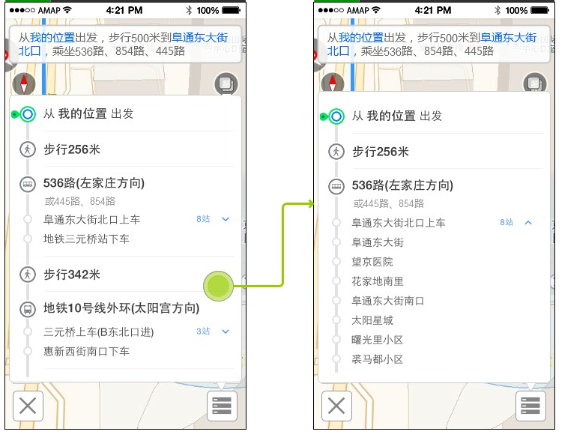 AMAP 4:21 PM 100%
从我的位置出发，步行500米到阜通东大街
北口，乘坐536路、854路、445路
从 我的位置 出发
步行256米
536路(左家庄方向)
或445路、854路
阜通东大街北口上车 8站
地铁三元桥站下车
步行342米
地铁10号线外环(太阳宫方向)
三元桥上车(B东北口进) 3站
惠新西街南口下车
AMAP 4:21 PM 100%
从我的位置出发，步行500米到阜通东大街
北口，乘坐536路、854路、445路
从 我的位置 出发
步行256米
536路(左家庄方向)
或445路、854路
阜通东大街北口上车 8站
阜通东大街
望京医院
花家地南里
阜通东大街南口
太阳星城
曙光里小区
裘马都小区